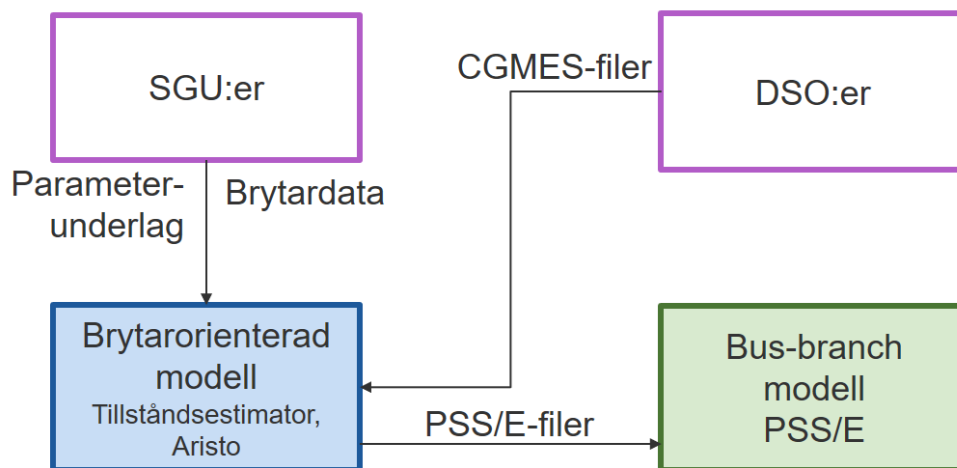 SGU:er
CGMES-filer
DSO:er
Parameter-
underlag
Brytardata
Brytarorienterad
modell
Tillståndsestimator,
Aristo
PSS/E-filer
Bus-branch
modell
PSS/E